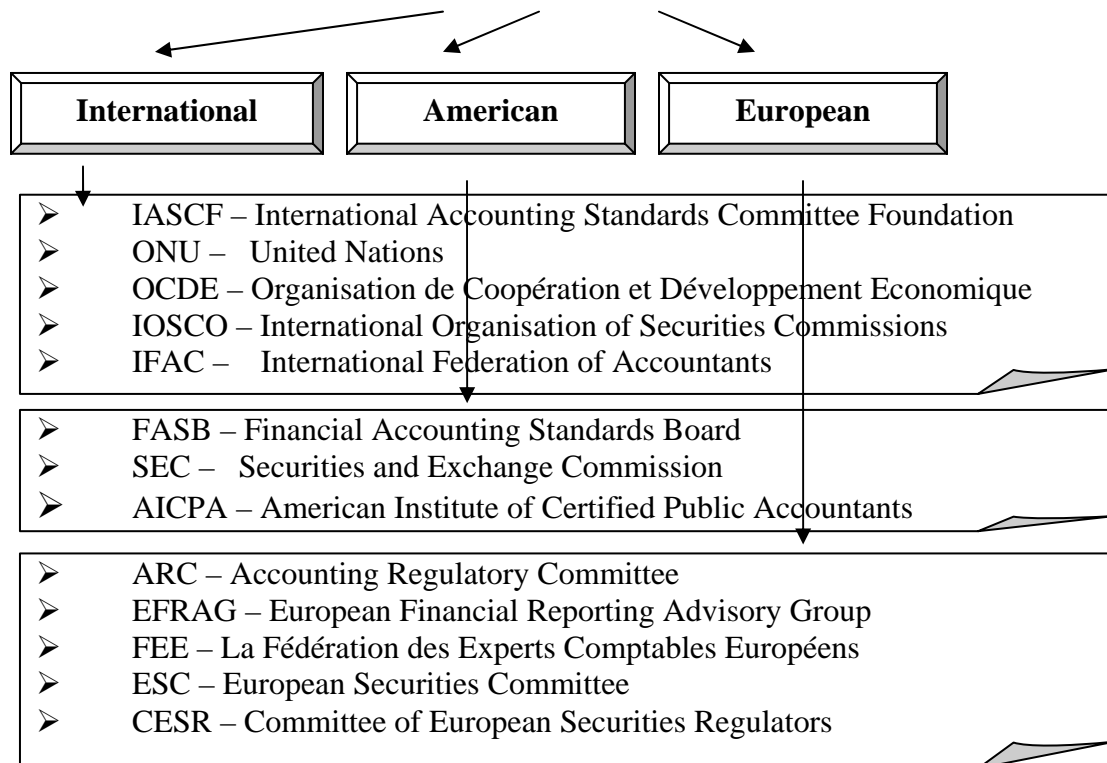 International
American
European
➢ IASCF – International Accounting Standards Committee Foundation
➢ ONU – United Nations
➢ OCDE – Organisation de Coopération et Développement Economique
➢ IOSCO – International Organisation of Securities Commissions
➢ IFAC – International Federation of Accountants
➢ FASB – Financial Accounting Standards Board
➢ SEC – Securities and Exchange Commission
➢ AICPA – American Institute of Certified Public Accountants
➢ ARC – Accounting Regulatory Committee
➢ EFRAG – European Financial Reporting Advisory Group
➢ FEE – La Fédération des Experts Comptables Européens
➢ ESC – European Securities Committee
➢ CESR – Committee of European Securities Regulators